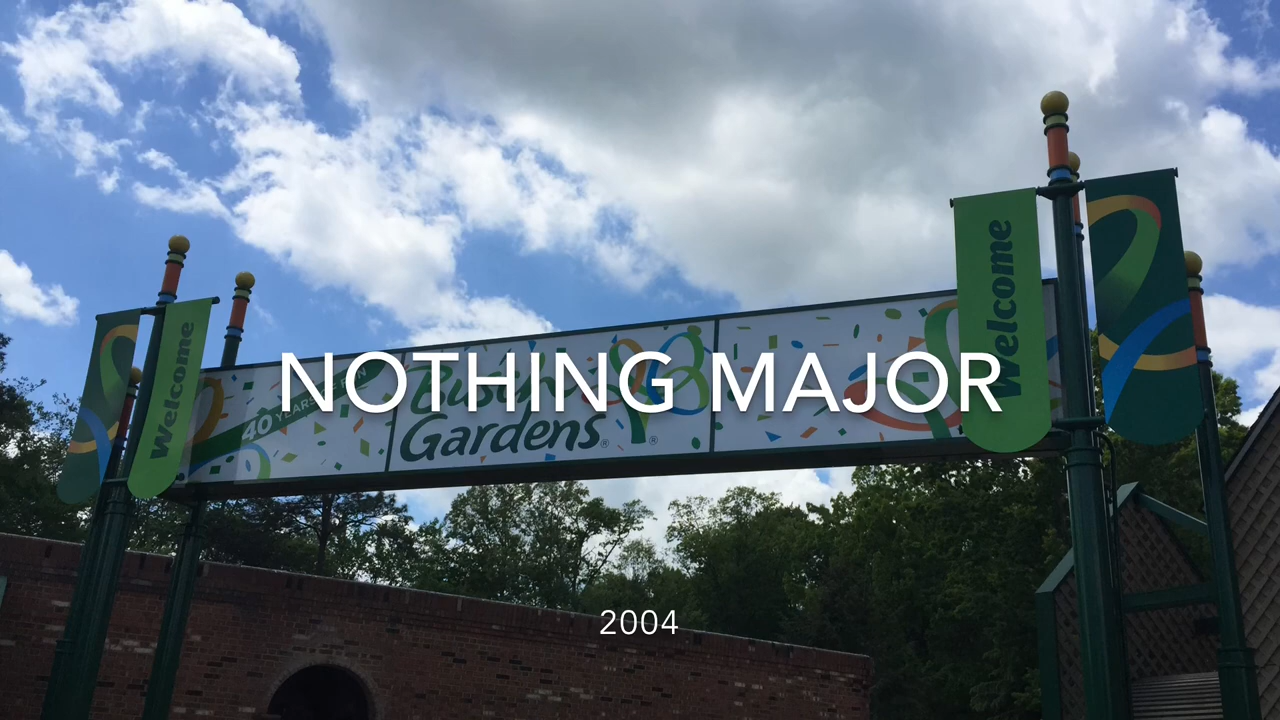 Welcome
Welcome
40 YEARS
Busch
Gardens®
®
NOTHING MAJOR
2004